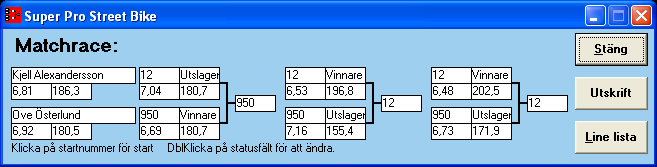 Super Pro Street Bike
Matchrace:
Stäng
Kjell Alexandersson 12 Utslagen 12 Vinnare 12 Vinnare
6,81 186,3 7,04 180,7 6,53 196,8 6,48 202,5
950 12 12
Utskrift
Ove Österlund 950 Vinnare 950 Utslagen 950 Utslagen
6,92 180,5 6,69 180,7 7,16 155,4 6,73 171,9
Line lista
Klicka på startnummer för start DblKlicka på statusfält för att ändra.